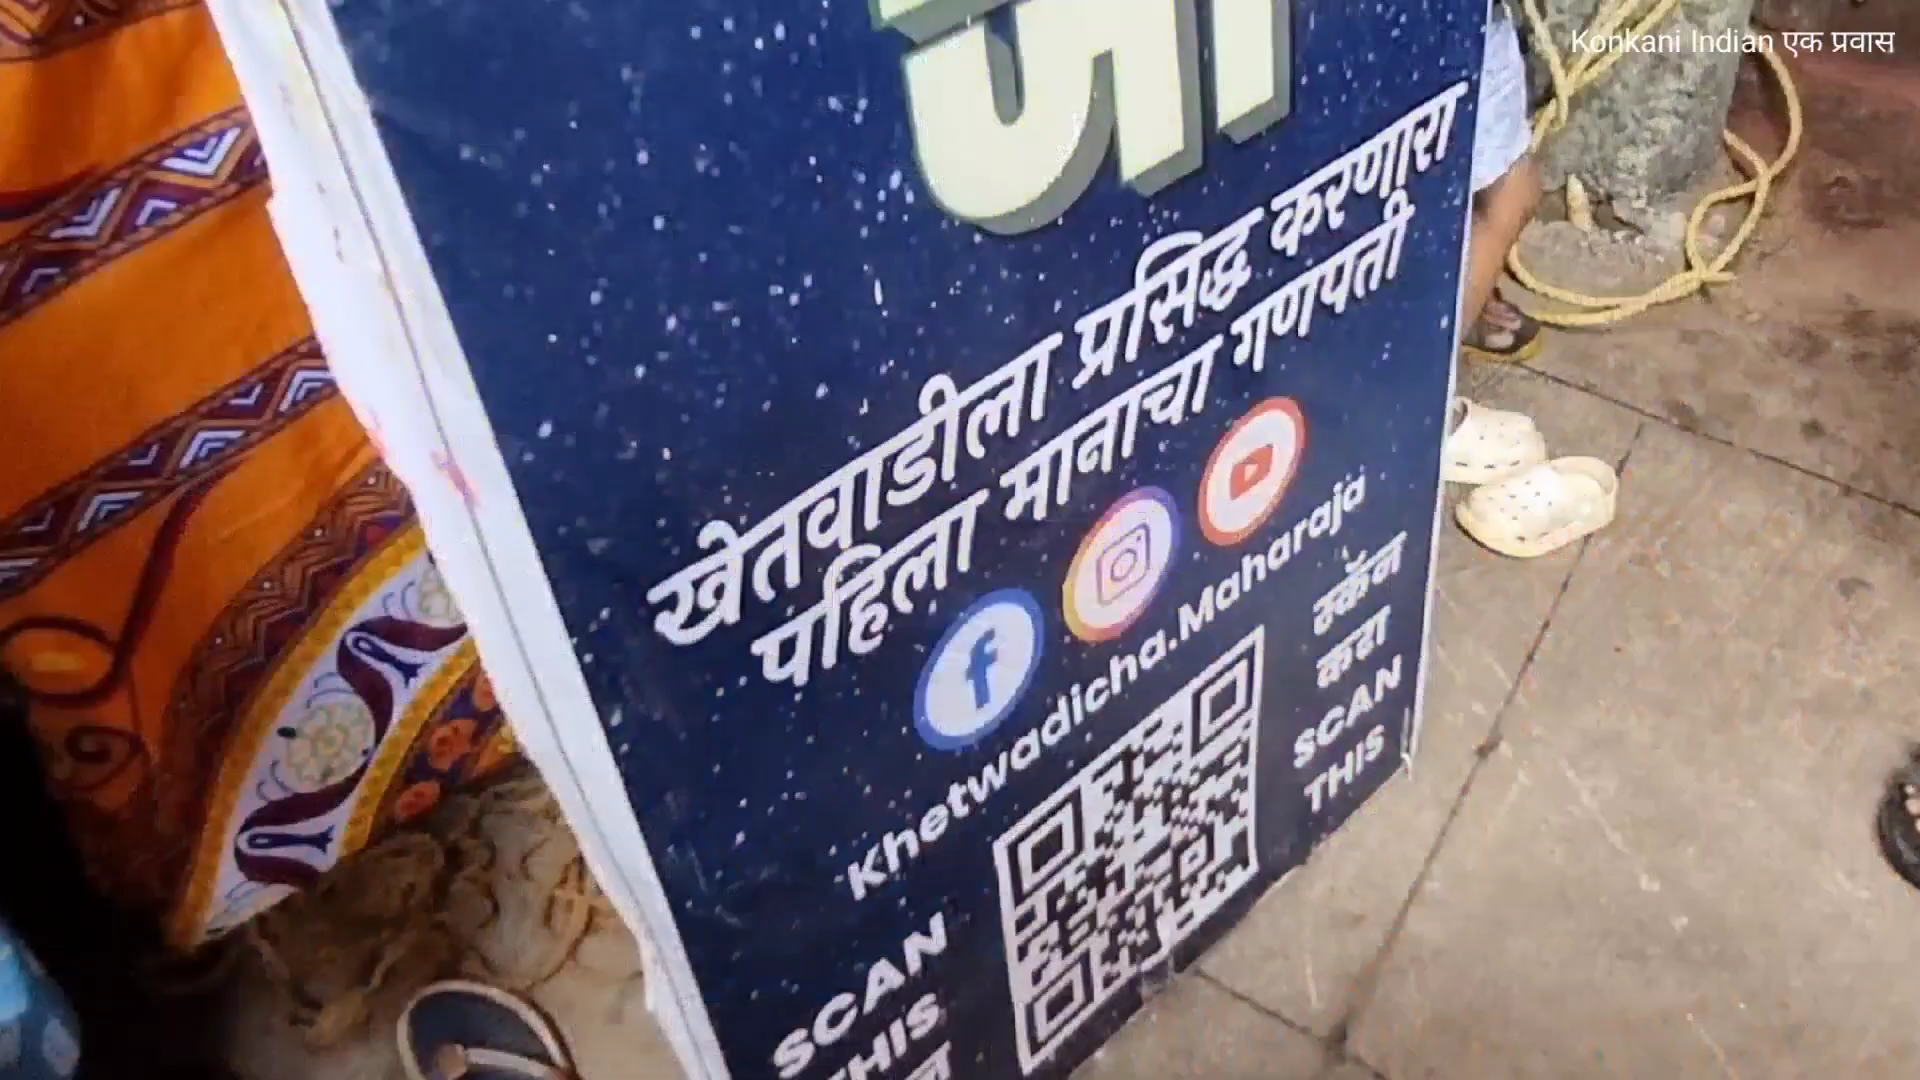 Konkani Indian एक प्रवास
खेतवाडीला प्रसिद्ध करणारा
पहिला मानाचा गणपती
Khetwadicha.Maharaja
स्कॅन
करा
SCAN
THIS
SCAN
THIS